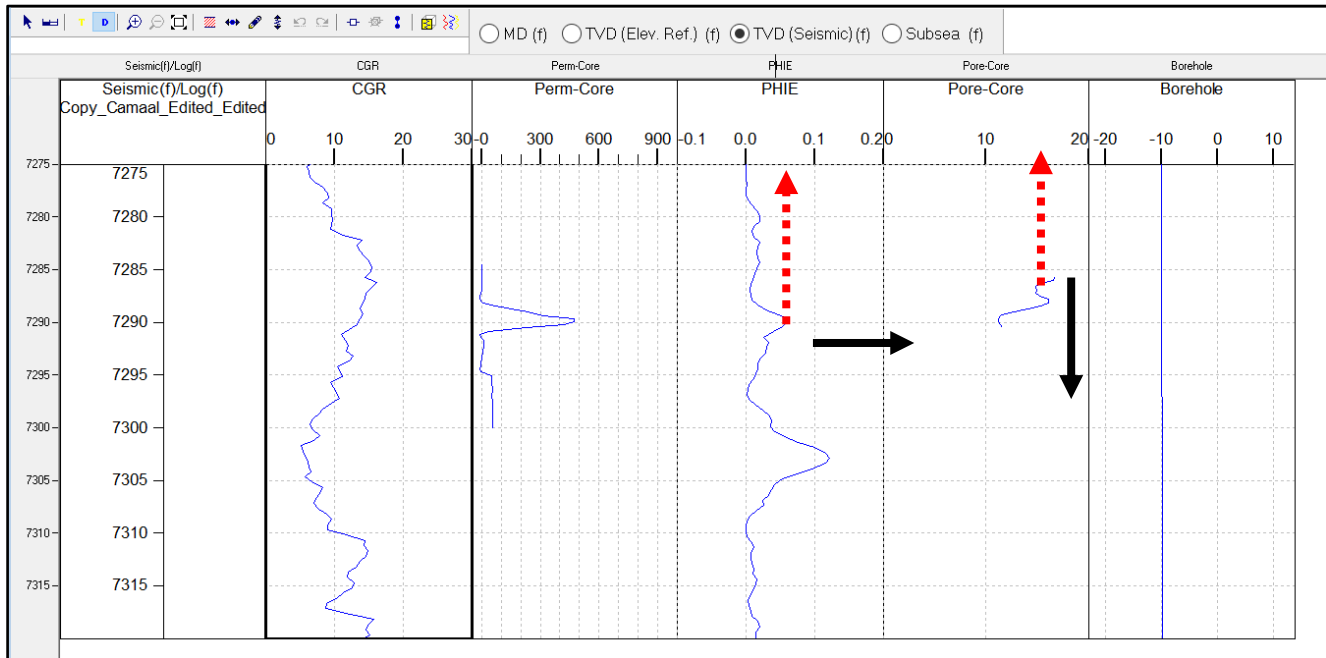 T D
MD (f) TVD (Elev. Ref.) (f) TVD (Seismic) (f) Subsea (f)
Seismic(f)/Log(f) CGR Perm-Core PHIE Pore-Core Borehole
Seismic(f)/Log(f) CGR Perm-Core PHIE Pore-Core Borehole
Copy_Camaal_Edited_Edited
0 10 20 30 -0 300 600 900 -0.1 0.0 0.1 0.20 10 20 -20 -10 0 10
7275 7275
7280 7280
7285 7285
7290 7290
7295 7295
7300 7300
7305 7305
7310 7310
7315 7315